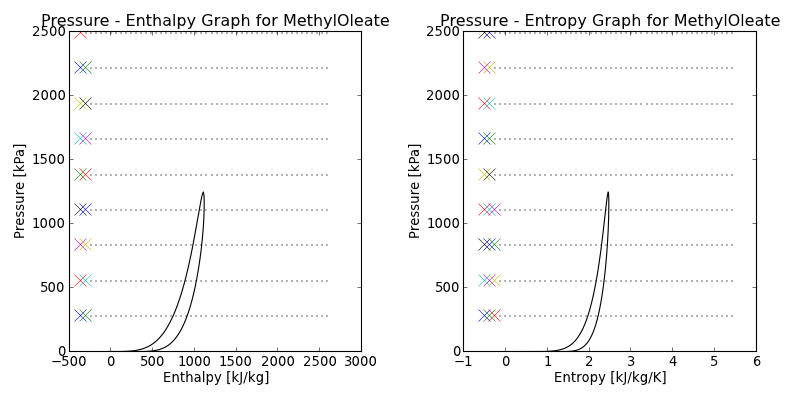 Pressure - Enthalpy Graph for MethylOleate
2500
2000
1500
1000
500
0
Pressure [kPa]
-500 0 500 1000 1500 2000 2500 3000
Enthalpy [kJ/kg]
Pressure - Entropy Graph for MethylOleate
2500
2000
1500
1000
500
0
Pressure [kPa]
-1 0 1 2 3 4 5 6
Entropy [kJ/kg/K]